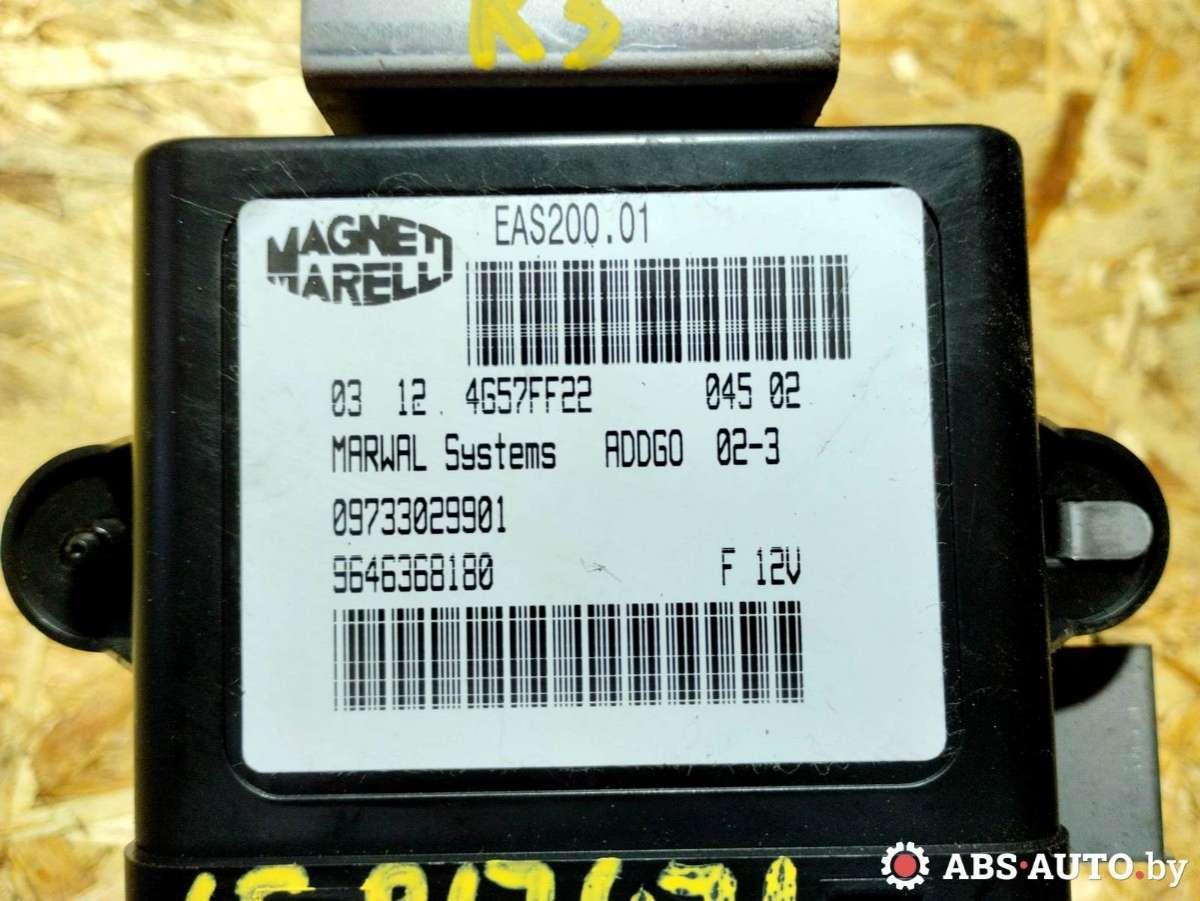 R3
MAGNETI
MARELLI
EAS200.01
03 12 4G57FF22 045 02
MARWAL Systems ADDGO 02-3
09733029901
9646368180 F 12V
ABS-AUTO.by